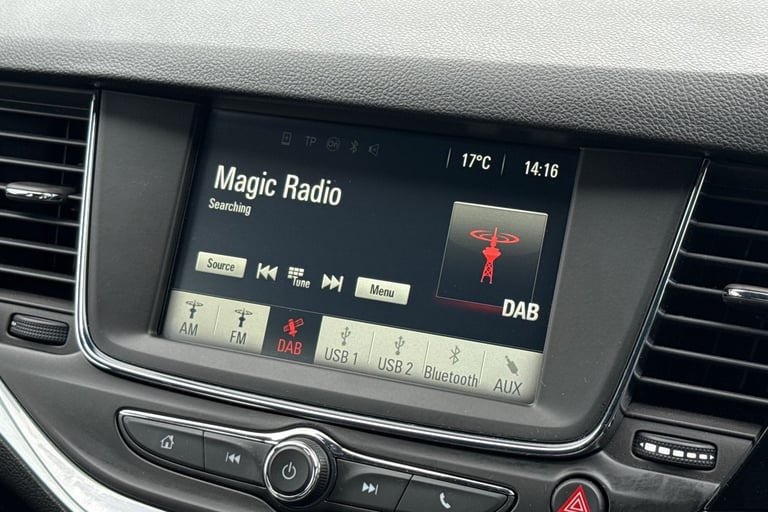 TP On
17°C 14:16
Magic Radio
Searching
Source Tune Menu
DAB
AM FM DAB USB 1 USB 2 Bluetooth AUX